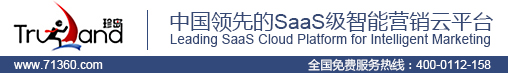 Trueland 珍岛
中国领先的SaaS级智能营销云平台
Leading SaaS Cloud Platform for Intelligent Marketing
www.71360.com
全国免费服务热线：400-0112-158